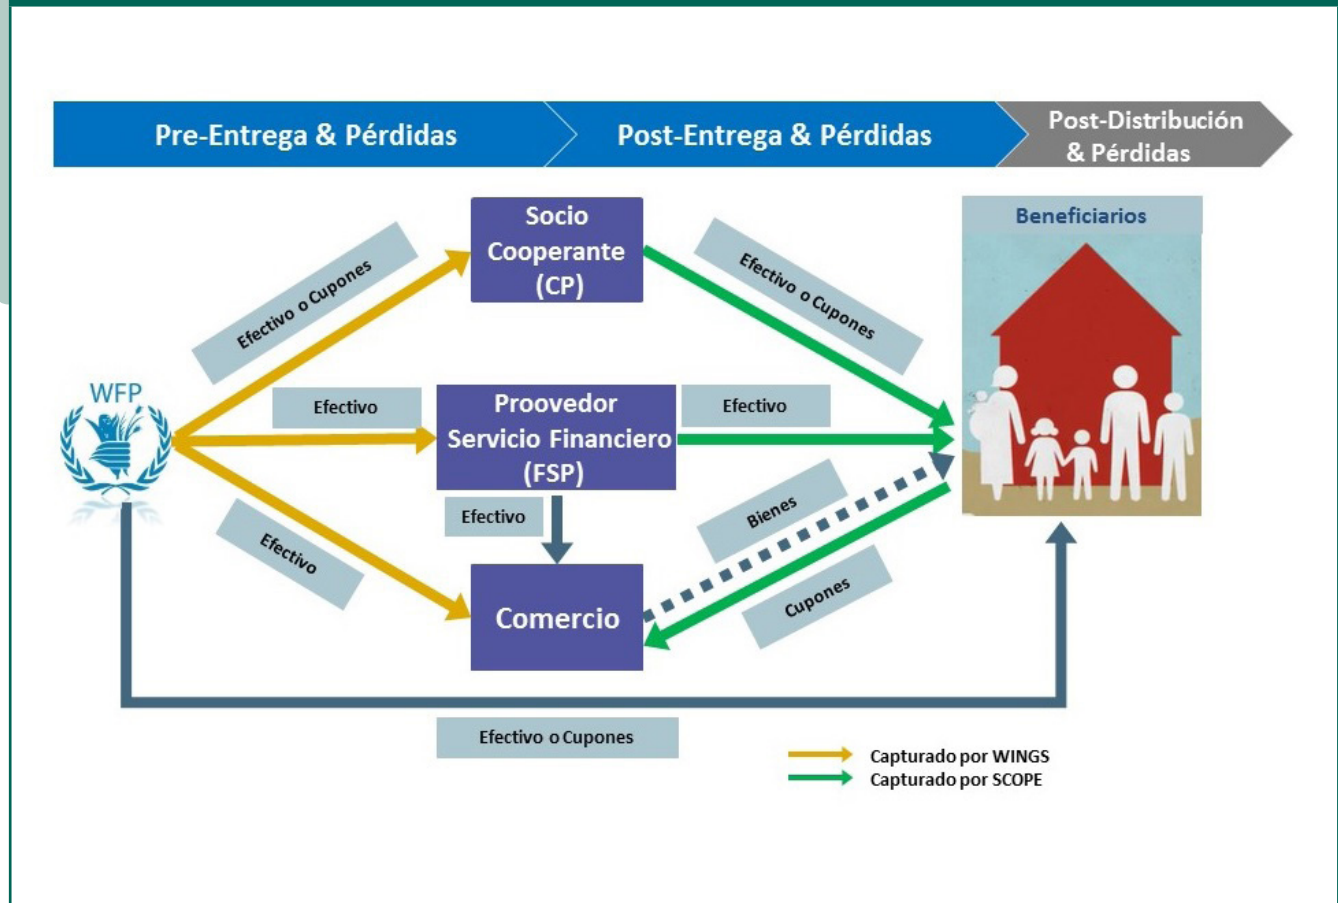 Pre-Entrega & Pérdidas
Post-Entrega & Pérdidas
Post-Distribución
& Pérdidas
Socio
Cooperante
(CP)
Beneficiarios
Efectivo o Cupones
Efectivo o Cupones
WFP
Efectivo
Proovedor
Servicio Financiero
(FSP)
Efectivo
Efectivo
Bienes
Efectivo
Comercio
Cupones
Efectivo o Cupones
Capturado por WINGS
Capturado por SCOPE